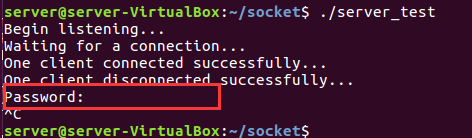 server@server-VirtualBox:~/socket$ ./server_test
Begin listening...
Waiting for a connection...
One client connected successfully...
One client disconnected successfully...
Password:
^C
server@server-VirtualBox:~/socket$